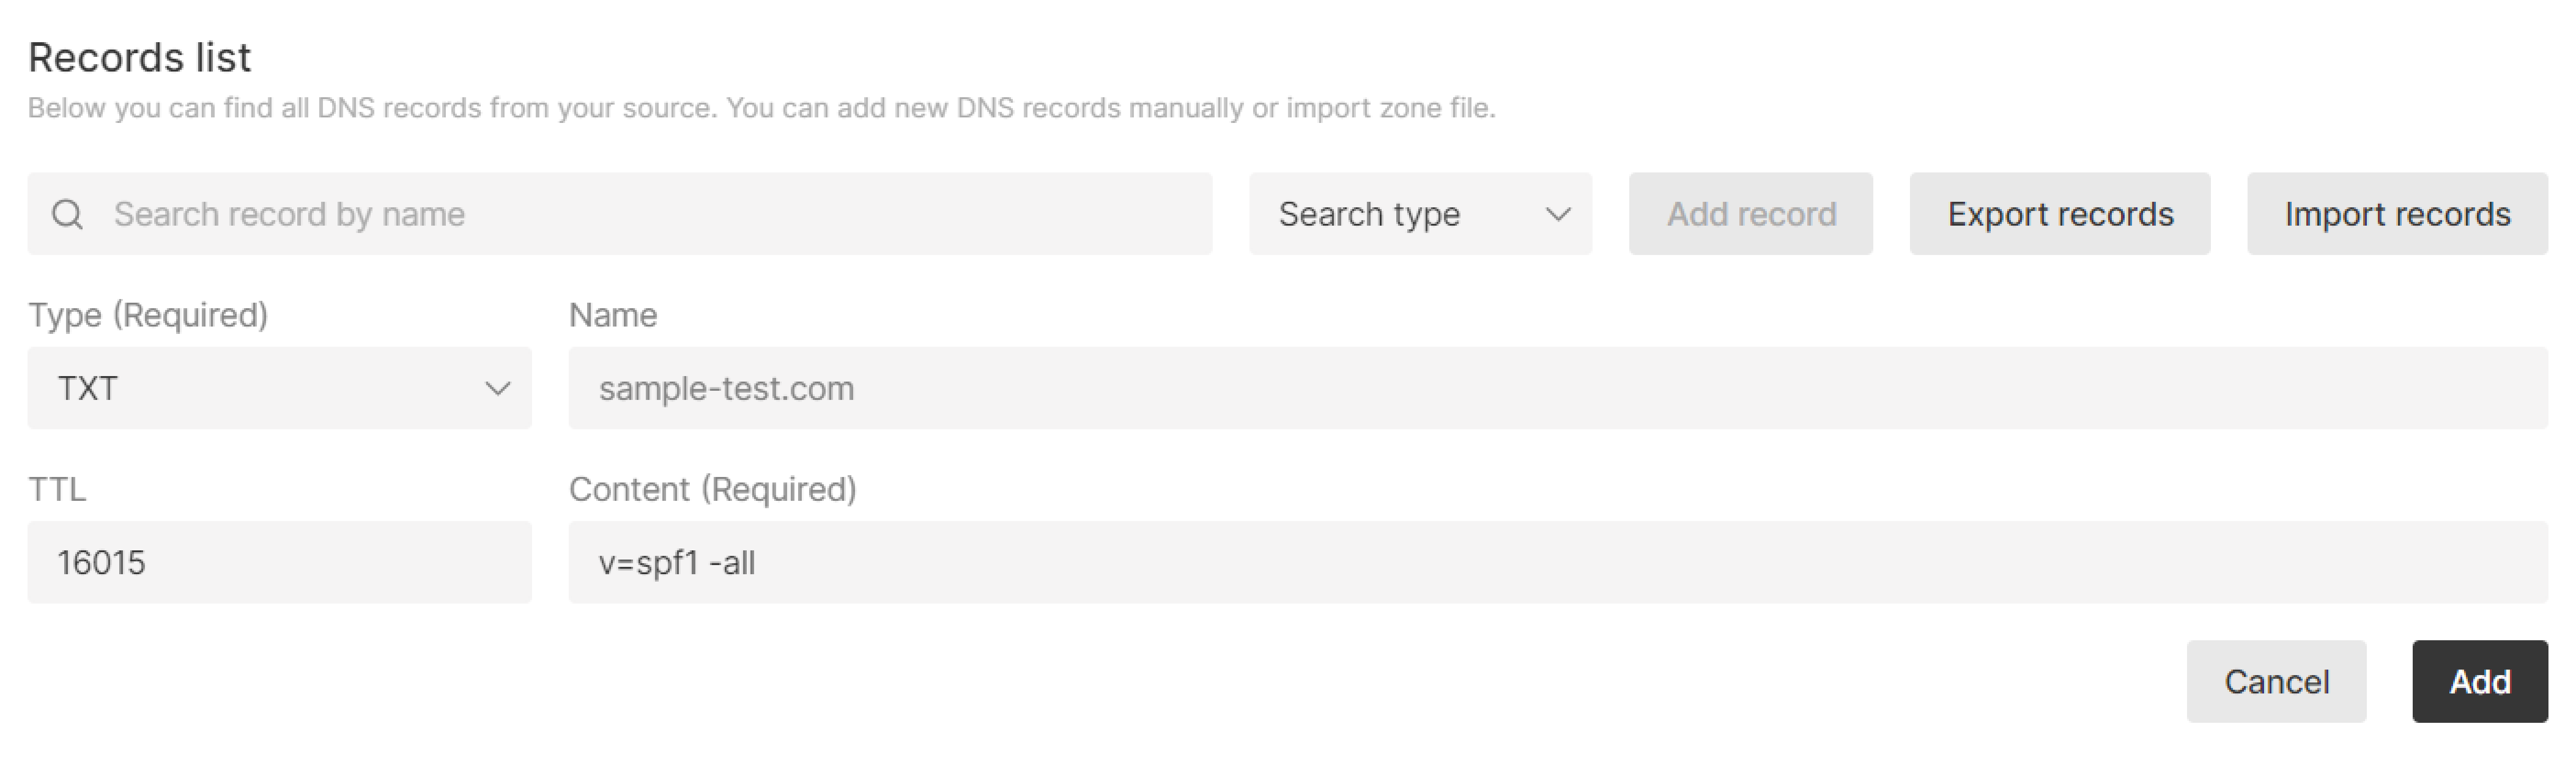 Records list
Below you can find all DNS records from your source. You can add new DNS records manually or import zone file.
Search record by name
Search type
Add record
Export records
Import records
Type (Required)
Name
TXT
sample-test.com
TTL
Content (Required)
16015
v=spf1 -all
Cancel
Add